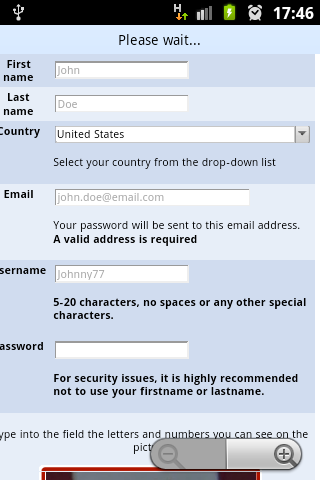 H
17:46
Please wait...
First
name
John
Last
name
Doe
Country
United States
Select your country from the drop-down list
Email
john.doe@email.com
Your password will be sent to this email address.
A valid address is required
sername
Johnny77
5-20 characters, no spaces or any other special
characters.
assword
For security issues, it is highly recommended
not to use your firstname or lastname.
ype into the field the letters and numbers you can see on the
pict